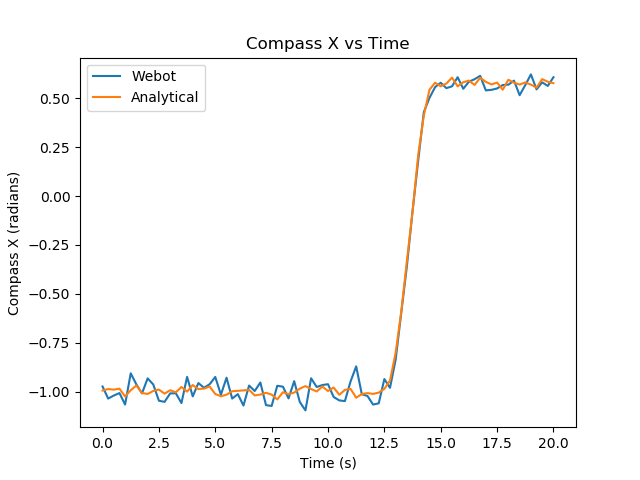 Compass X vs Time
Webot
Analytical
Compass X (radians)
0.50
0.25
0.00
−0.25
−0.50
−0.75
−1.00
0.0 2.5 5.0 7.5 10.0 12.5 15.0 17.5 20.0
Time (s)